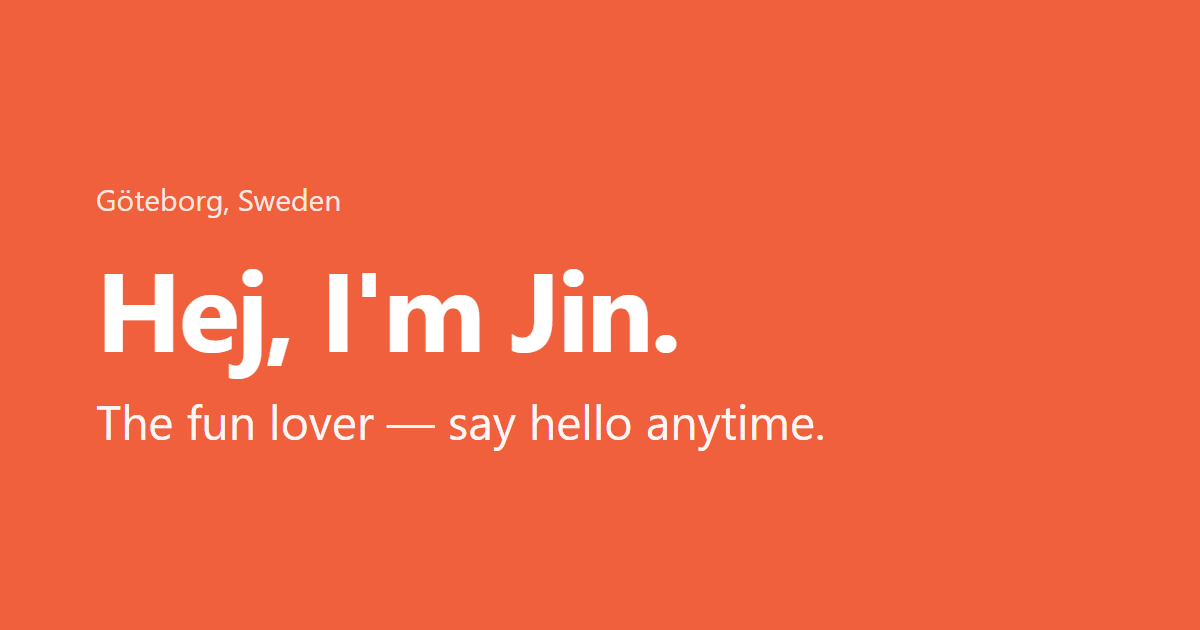 Göteborg, Sweden
Hej, I'm Jin.
The fun lover — say hello anytime.